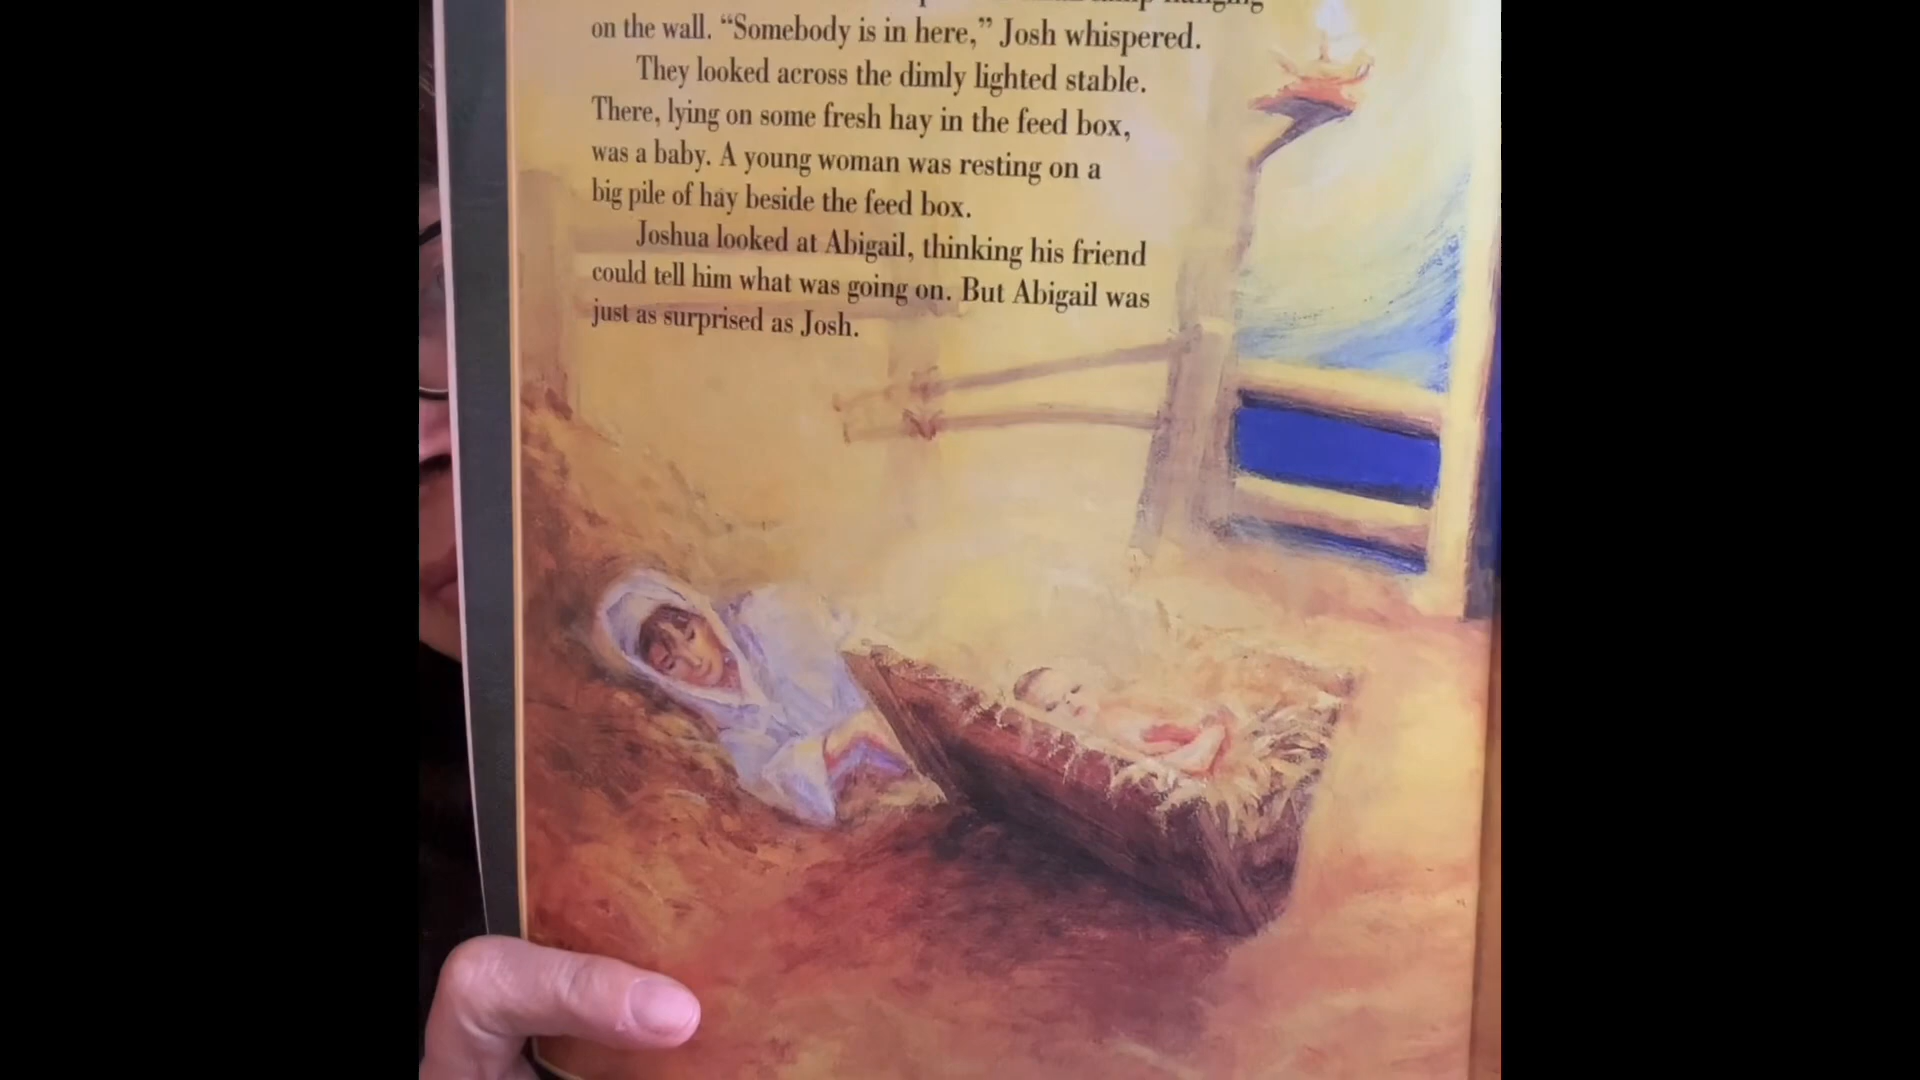 hanging
on the wall. “Somebody is in here,” Josh whispered.
They looked across the dimly lighted stable.
There, lying on some fresh hay in the feed box,
was a baby. A young woman was resting on a
big pile of hay beside the feed box.
Joshua looked at Abigail, thinking his friend
could tell him what was going on. But Abigail was
just as surprised as Josh.